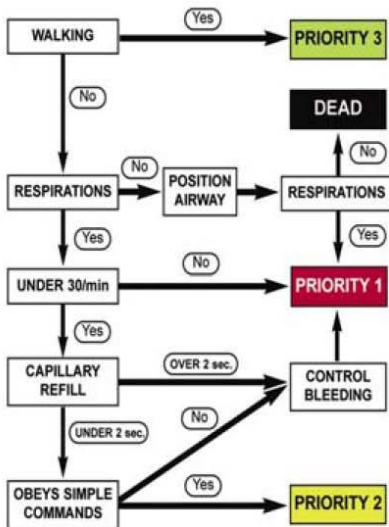 WALKING
Yes
PRIORITY 3
No
DEAD
No
RESPIRATIONS
No
POSITION
AIRWAY
RESPIRATIONS
Yes
Yes
UNDER 30/min
No
PRIORITY 1
Yes
CAPILLARY
REFILL
OVER 2 sec.
CONTROL
BLEEDING
No
UNDER 2 sec.
OBEYS SIMPLE
COMMANDS
Yes
PRIORITY 2